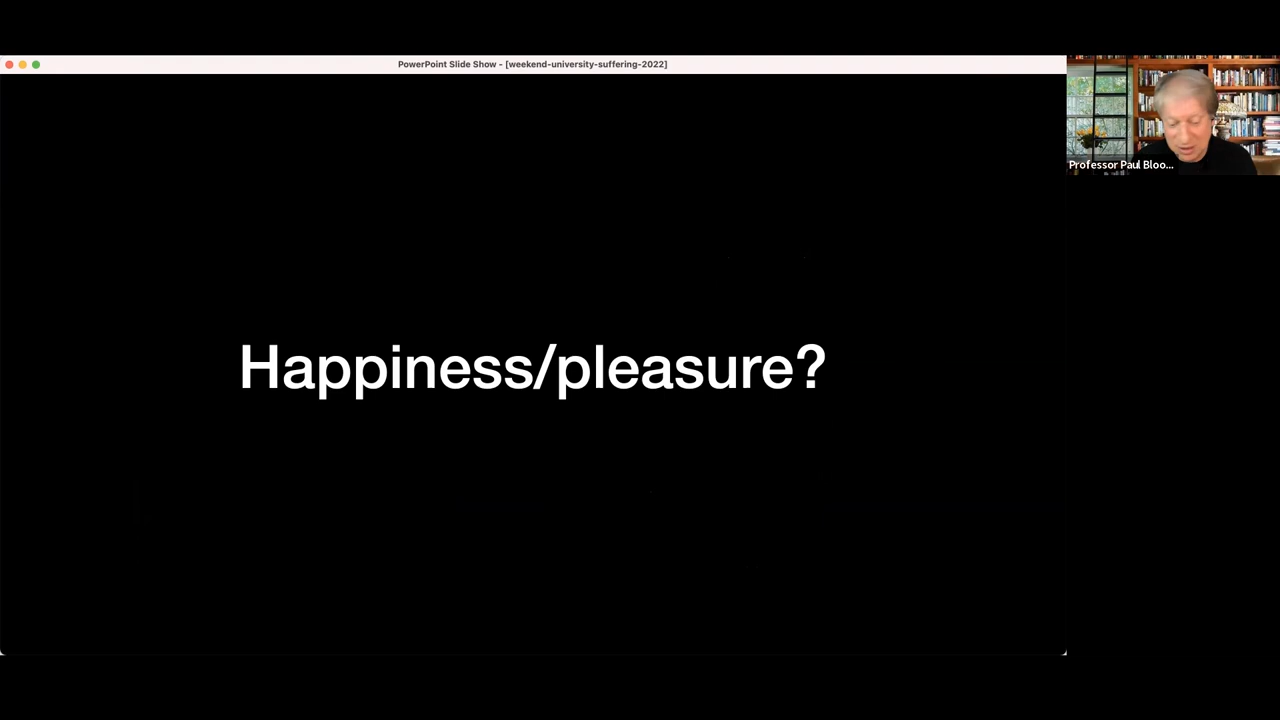 PowerPoint Slide Show - [weekend-university-suffering-2022]
Professor Paul Bloo...
Happiness/pleasure?